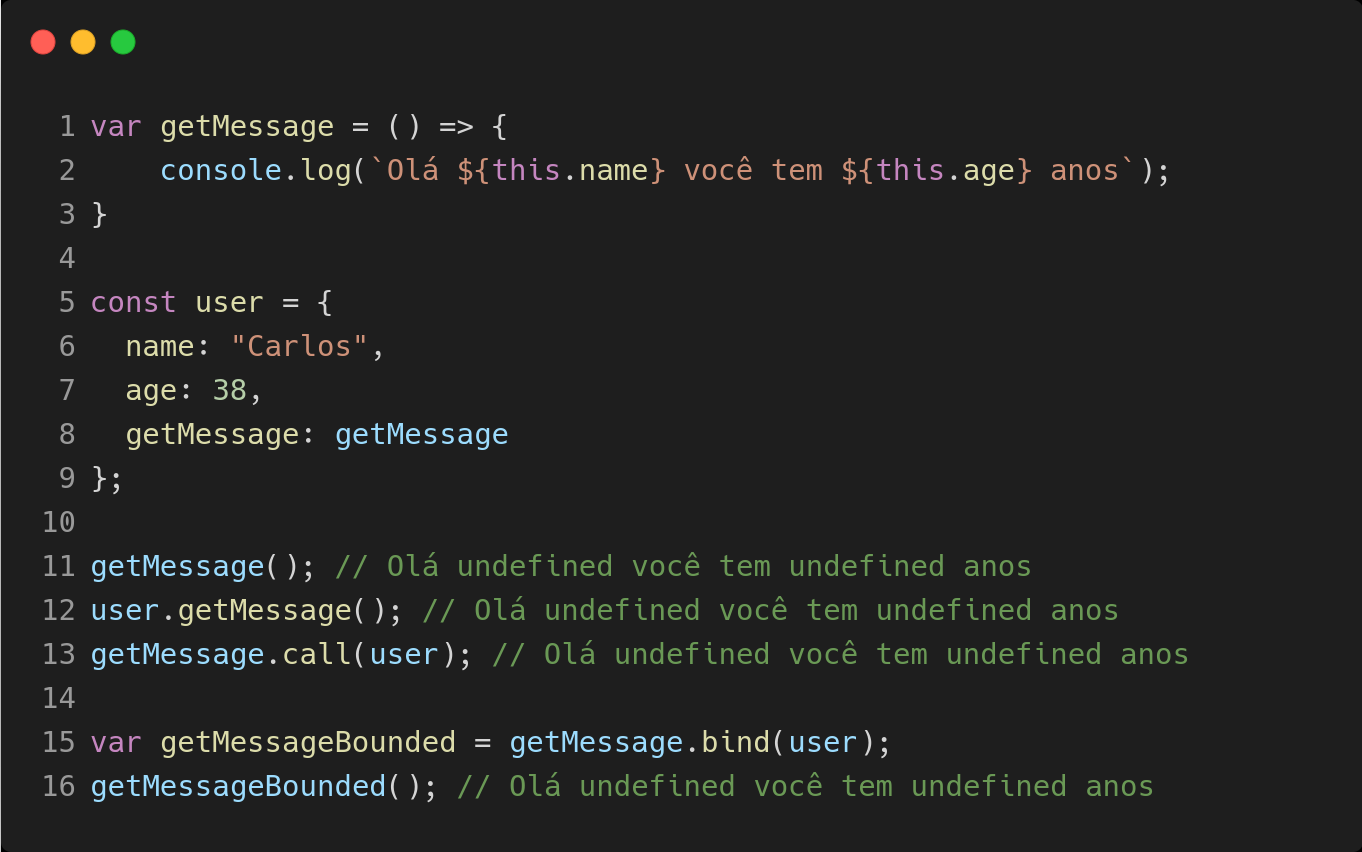 1 var getMessage = () => {
2     console.log(`Olá ${this.name} você tem ${this.age} anos`);
3 }
4
5 const user = {
6   name: "Carlos",
7   age: 38,
8   getMessage: getMessage
9 };
10
11 getMessage(); // Olá undefined você tem undefined anos
12 user.getMessage(); // Olá undefined você tem undefined anos
13 getMessage.call(user); // Olá undefined você tem undefined anos
14
15 var getMessageBounded = getMessage.bind(user);
16 getMessageBounded(); // Olá undefined você tem undefined anos